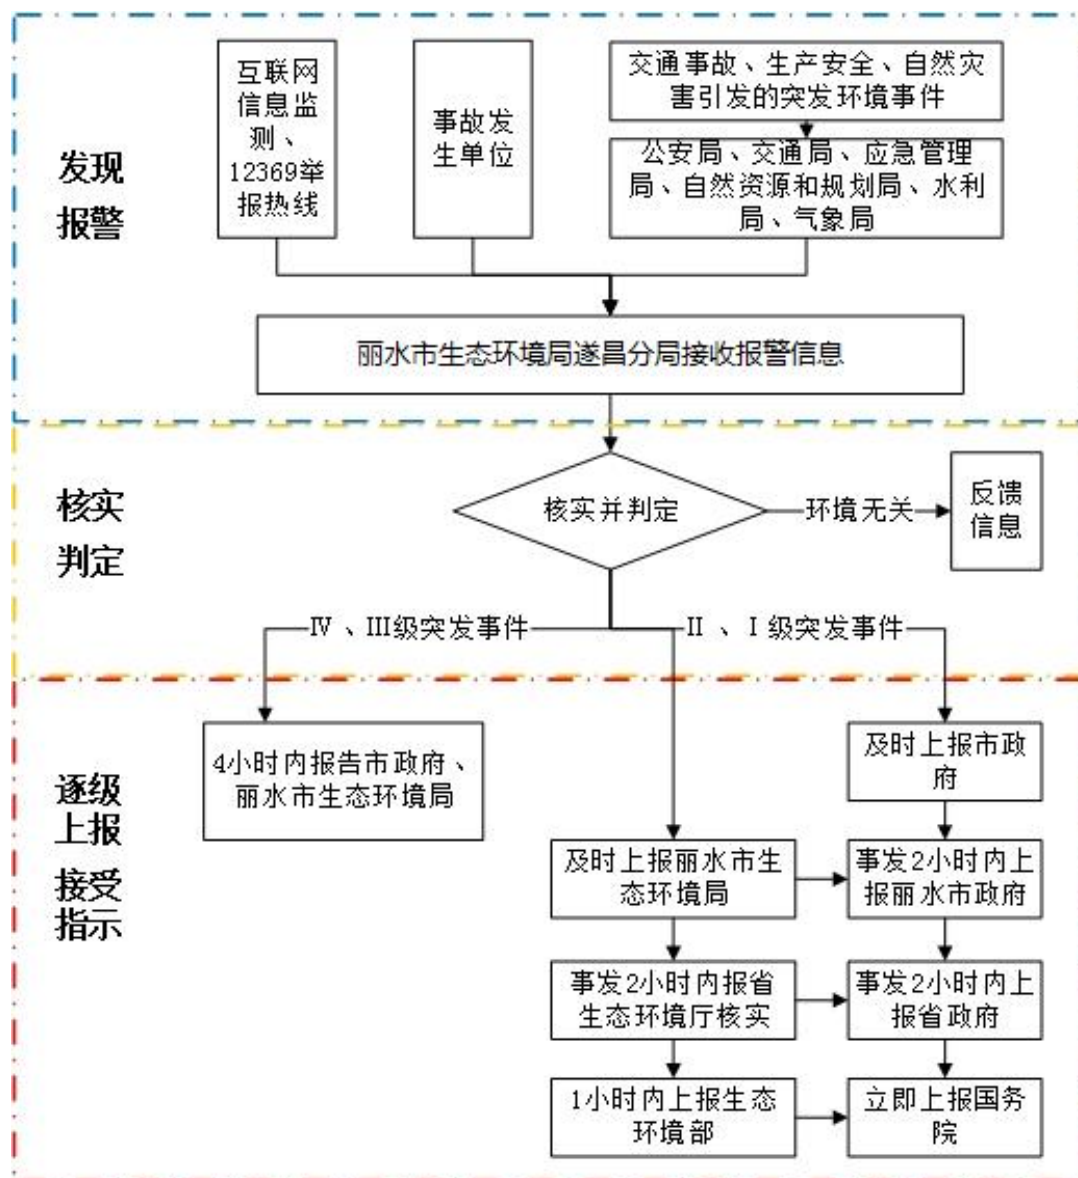 发现
报警
互联网
信息监
测、
12369举
报热线
事故发
生单位
交通事故、生产安全、自然灾
害引发的突发环境事件
公安局、交通局、应急管理
局、自然资源和规划局、水利
局、气象局
丽水市生态环境局遂昌分局接收报警信息
核实
判定
核实并判定
环境无关
反馈
信息
Ⅳ、III级突发事件
II、I级突发事件
逐级
上报
接受
指示
4小时内报告市政府、
丽水市生态环境局
及时上报市政
府
及时上报丽水市生
态环境局
事发2小时内上
报丽水市政府
事发2小时内报省
生态环境厅核实
事发2小时内上
报省政府
1小时内上报生态
环境部
立即上报国务
院